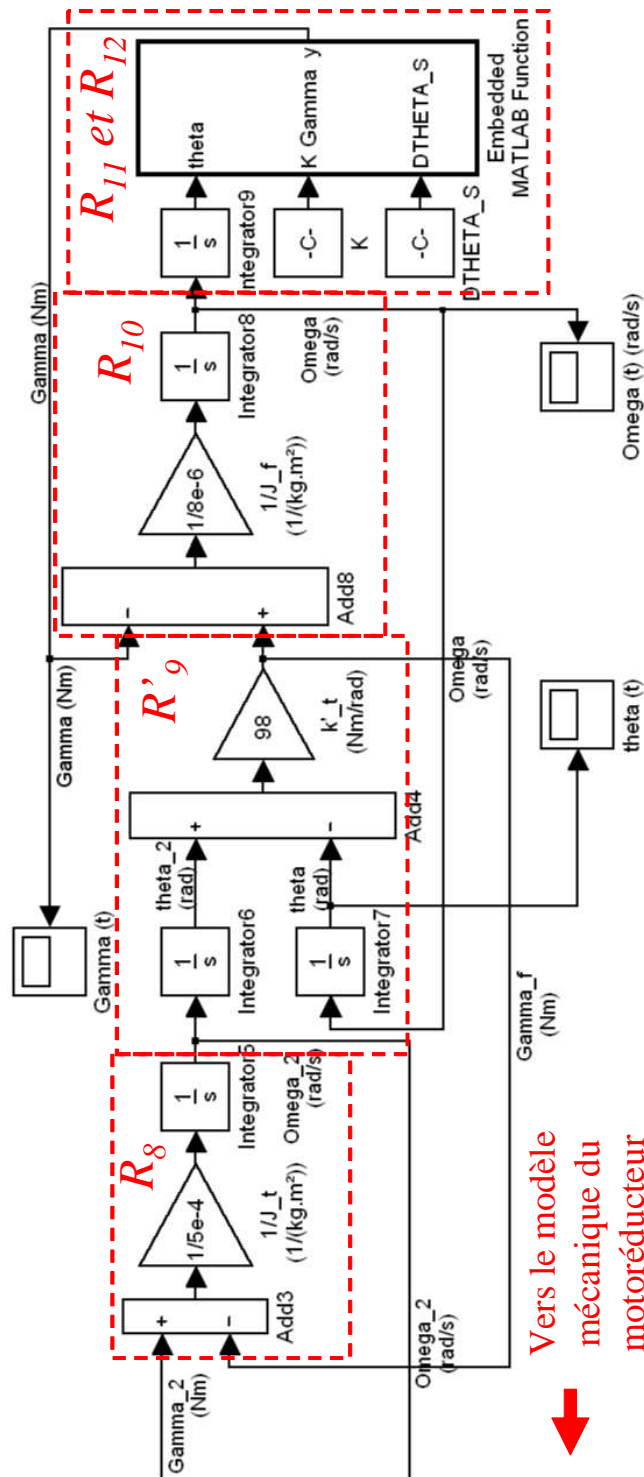 Gamma_2
(Nm)
+
-
Add3
R8
1/5e-4
1/J_t
(1/(kg.m²))
1
s
Integrator5
Omega_2
(rad/s)
Omega_2
(rad/s)
Vers le modèle
mécanique du
motoréducteur
Gamma (t)
R'9
1
s
Integrator6
theta_2
(rad)
1
s
Integrator7
theta
(rad)
+
-
Add4
98
k'_t
(Nm/rad)
Gamma_f
(Nm)
theta (t)
Gamma (Nm)
Omega
(rad/s)
R10
-
+
Add8
1/8e-6
1/J_f
(1/(kg.m²))
1
s
Integrator8
Omega
(rad/s)
Omega (t) (rad/s)
Gamma (Nm)
R11 et R12
1
s
Integrator9
-C-
K
-C-
DTHETA_S
theta
K Gamma y
DTHETA_S
Embedded
MATLAB Function